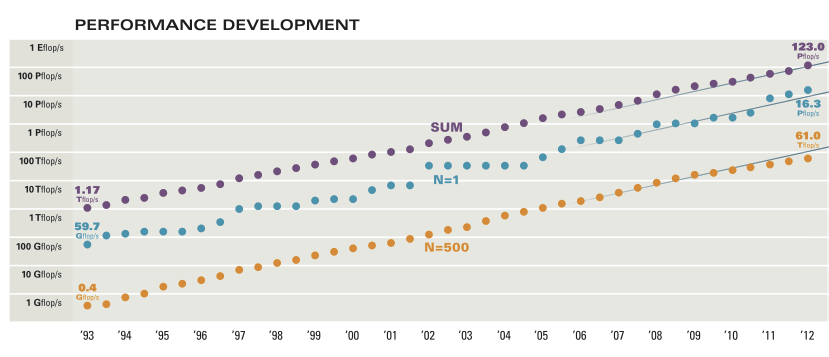 PERFORMANCE DEVELOPMENT
1 Eflop/s
123.0
Pflop/s
100 Pflop/s
10 Pflop/s
16.3
Pflop/s
SUM
1 Pflop/s
61.0
Tflop/s
100 Tflop/s
N=1
10 Tflop/s
1.17
Tflop/s
1 Tflop/s
59.7
Gflop/s
100 Gflop/s
N=500
10 Gflop/s
0.4
Gflop/s
1 Gflop/s
'93 '94 '95 '96 '97 '98 '99 '00 '01 '02 '03 '04 '05 '06 '07 '08 '09 '10 '11 '12